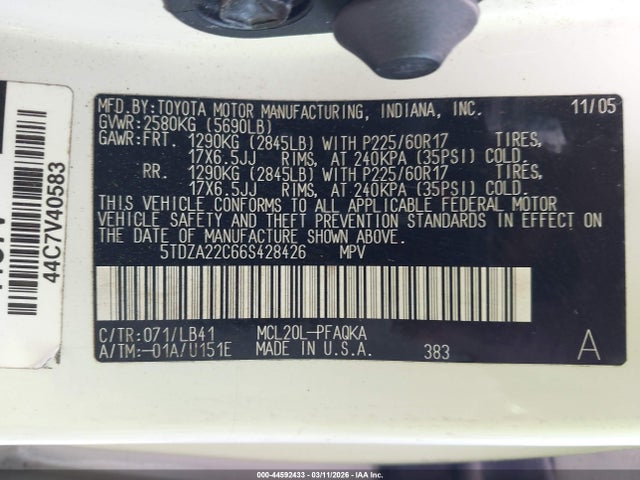 MFD.BY:TOYOTA MOTOR MANUFACTURING, INDIANA, INC. 11/05
GVWR:2580KG (5690LB)
GAWR:FRT. 1290KG (2845LB) WITH P225/60R17 TIRES,
17X6.5JJ RIMS, AT 240KPA (35PSI) COLD.
RR. 1290KG (2845LB) WITH P225/60R17 TIRES,
17X6.5JJ RIMS, AT 240KPA (35PSI) COLD.
THIS VEHICLE CONFORMS TO ALL APPLICABLE FEDERAL MOTOR
VEHICLE SAFETY AND THEFT PREVENTION STANDARDS IN EFFECT ON
THE DATE OF MANUFACTURE SHOWN ABOVE.
5TDZA22C66S428426 MPV
C/TR:071/LB41 MCL20L-PFAQKA
A/TM:-01A/U151E MADE IN U.S.A. 383 A
44C7V40583
000-44592433 - 03/11/2026 - IAA Inc.